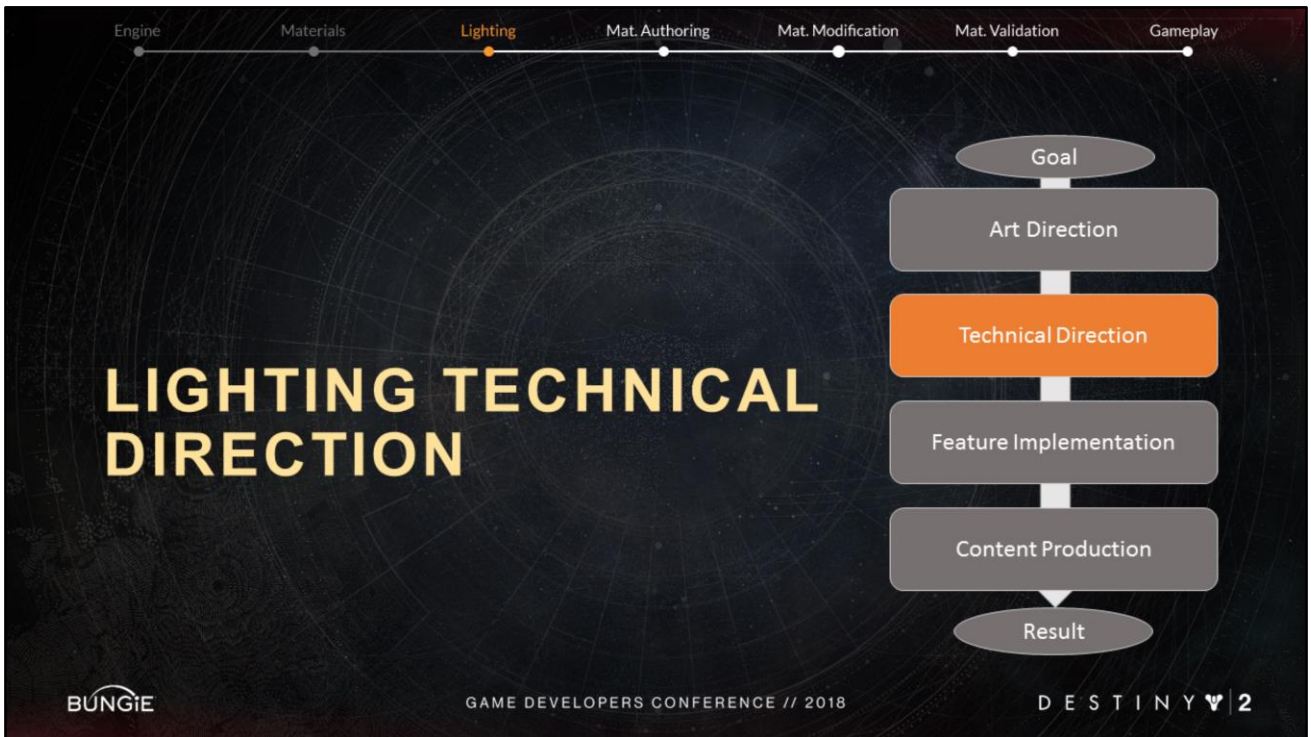 Engine Materials Lighting Mat. Authoring Mat. Modification Mat. Validation Gameplay
LIGHTING TECHNICAL
DIRECTION
Goal
Art Direction
Technical Direction
Feature Implementation
Content Production
Result
BUNGiE GAME DEVELOPERS CONFERENCE // 2018 DESTINY 2